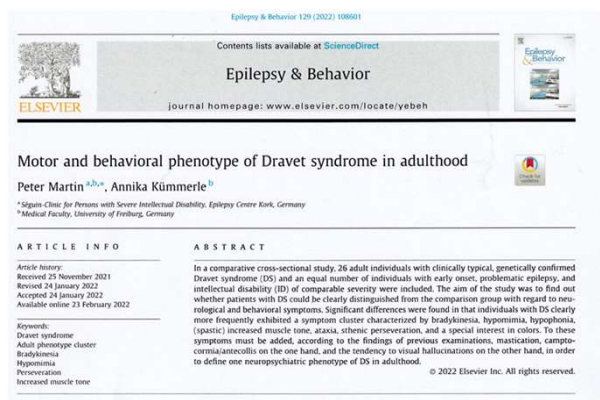 Epilepsy & Behavior 129 (2022) 108601
Contents lists available at ScienceDirect
Epilepsy & Behavior
journal homepage: www.elsevier.com/locate/yebeh
ELSEVIER
Epilepsy
&Behavior
Motor and behavioral phenotype of Dravet syndrome in adulthood
Check for
updates
Peter Martin a,b,*, Annika Kümmerle b
a Séguin-Clinic for Persons with Severe Intellectual Disability, Epilepsy Centre Kork, Germany
b Medical Faculty, University of Freiburg, Germany
ARTICLE INFO
Article history:
Received 25 November 2021
Revised 24 January 2022
Accepted 24 January 2022
Available online 23 February 2022
Keywords:
Dravet syndrome
Adult phenotype cluster
Bradykinesia
Hypomimia
Perseveration
Increased muscle tone
ABSTRACT
In a comparative cross-sectional study, 26 adult individuals with clinically typical, genetically confirmed
Dravet syndrome (DS) and an equal number of individuals with early onset, problematic epilepsy, and
intellectual disability (ID) of comparable severity were included. The aim of the study was to find out
whether patients with DS could be clearly distinguished from the comparison group with regard to neu-
rological and behavioral symptoms. Significant differences were found in that individuals with DS clearly
more frequently exhibited a symptom cluster characterized by bradykinesia, hypomimia, hypophonia,
(spastic) increased muscle tone, ataxia, sthenic perseveration, and a special interest in colors. To these
symptoms must be added, according to the findings of previous examinations, mastication, campto-
cormia/antecollis on the one hand, and the tendency to visual hallucinations on the other hand, in order
to define one neuropsychiatric phenotype of DS in adulthood.
© 2022 Elsevier Inc. All rights reserved.